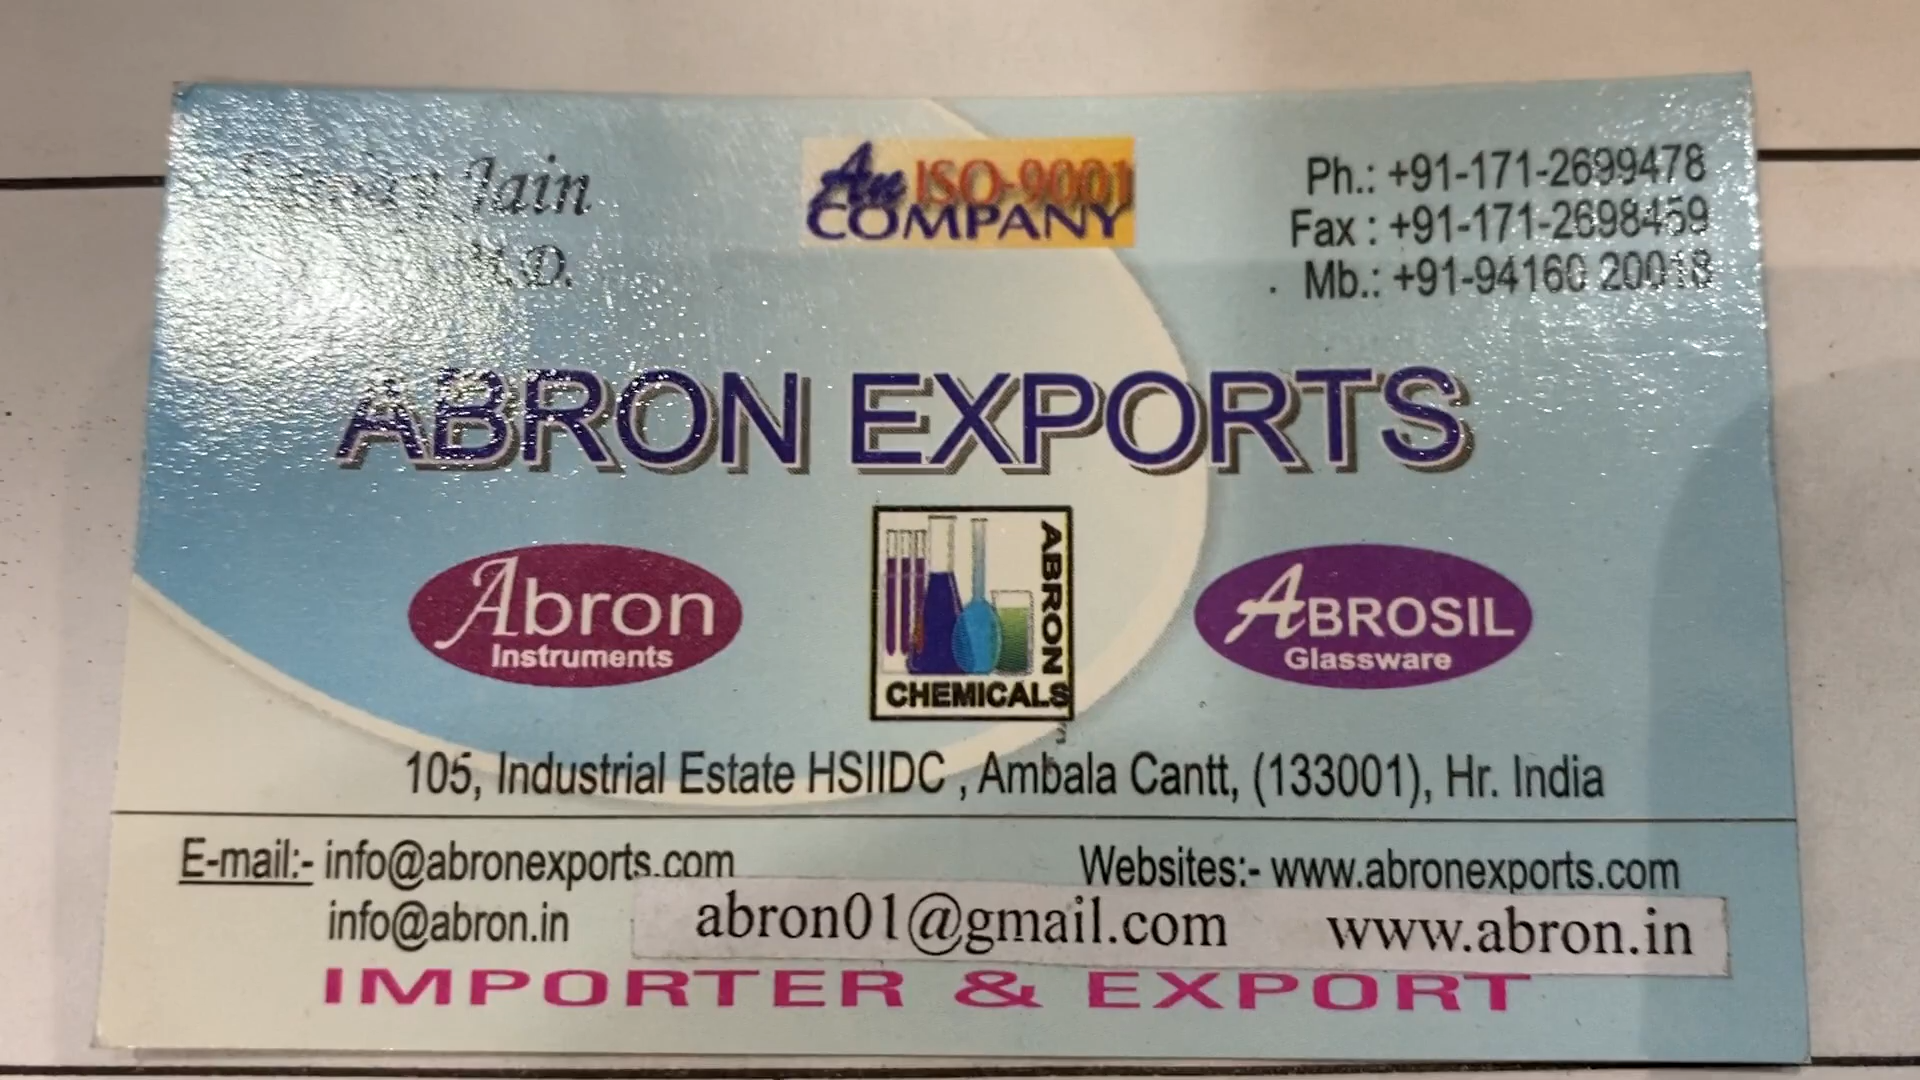 Jain
M.D.
An ISO-9001
COMPANY
Ph.: +91-171-2699478
Fax : +91-171-2698459
Mb.: +91-94160 20018
ABRON EXPORTS
Abron
Instruments
ABRON
CHEMICALS
ABROSIL
Glassware
105, Industrial Estate HSIIDC , Ambala Cantt, (133001), Hr. India
E-mail:- info@abronexports.com
Websites:- www.abronexports.com
info@abron.in
abron01@gmail.com www.abron.in
IMPORTER & EXPORT